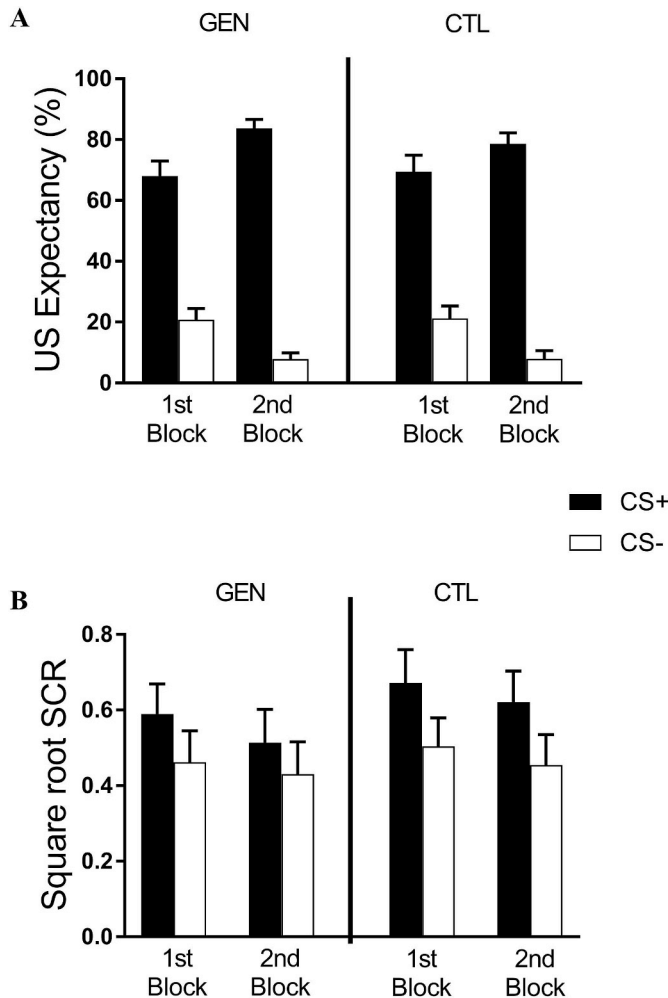 A
GEN CTL
US Expectancy (%)
100
80
60
40
20
0
1st Block
2nd Block
1st Block
2nd Block
CS+
CS-
B
GEN CTL
Square root SCR
0.8
0.6
0.4
0.2
0.0
1st Block
2nd Block
1st Block
2nd Block